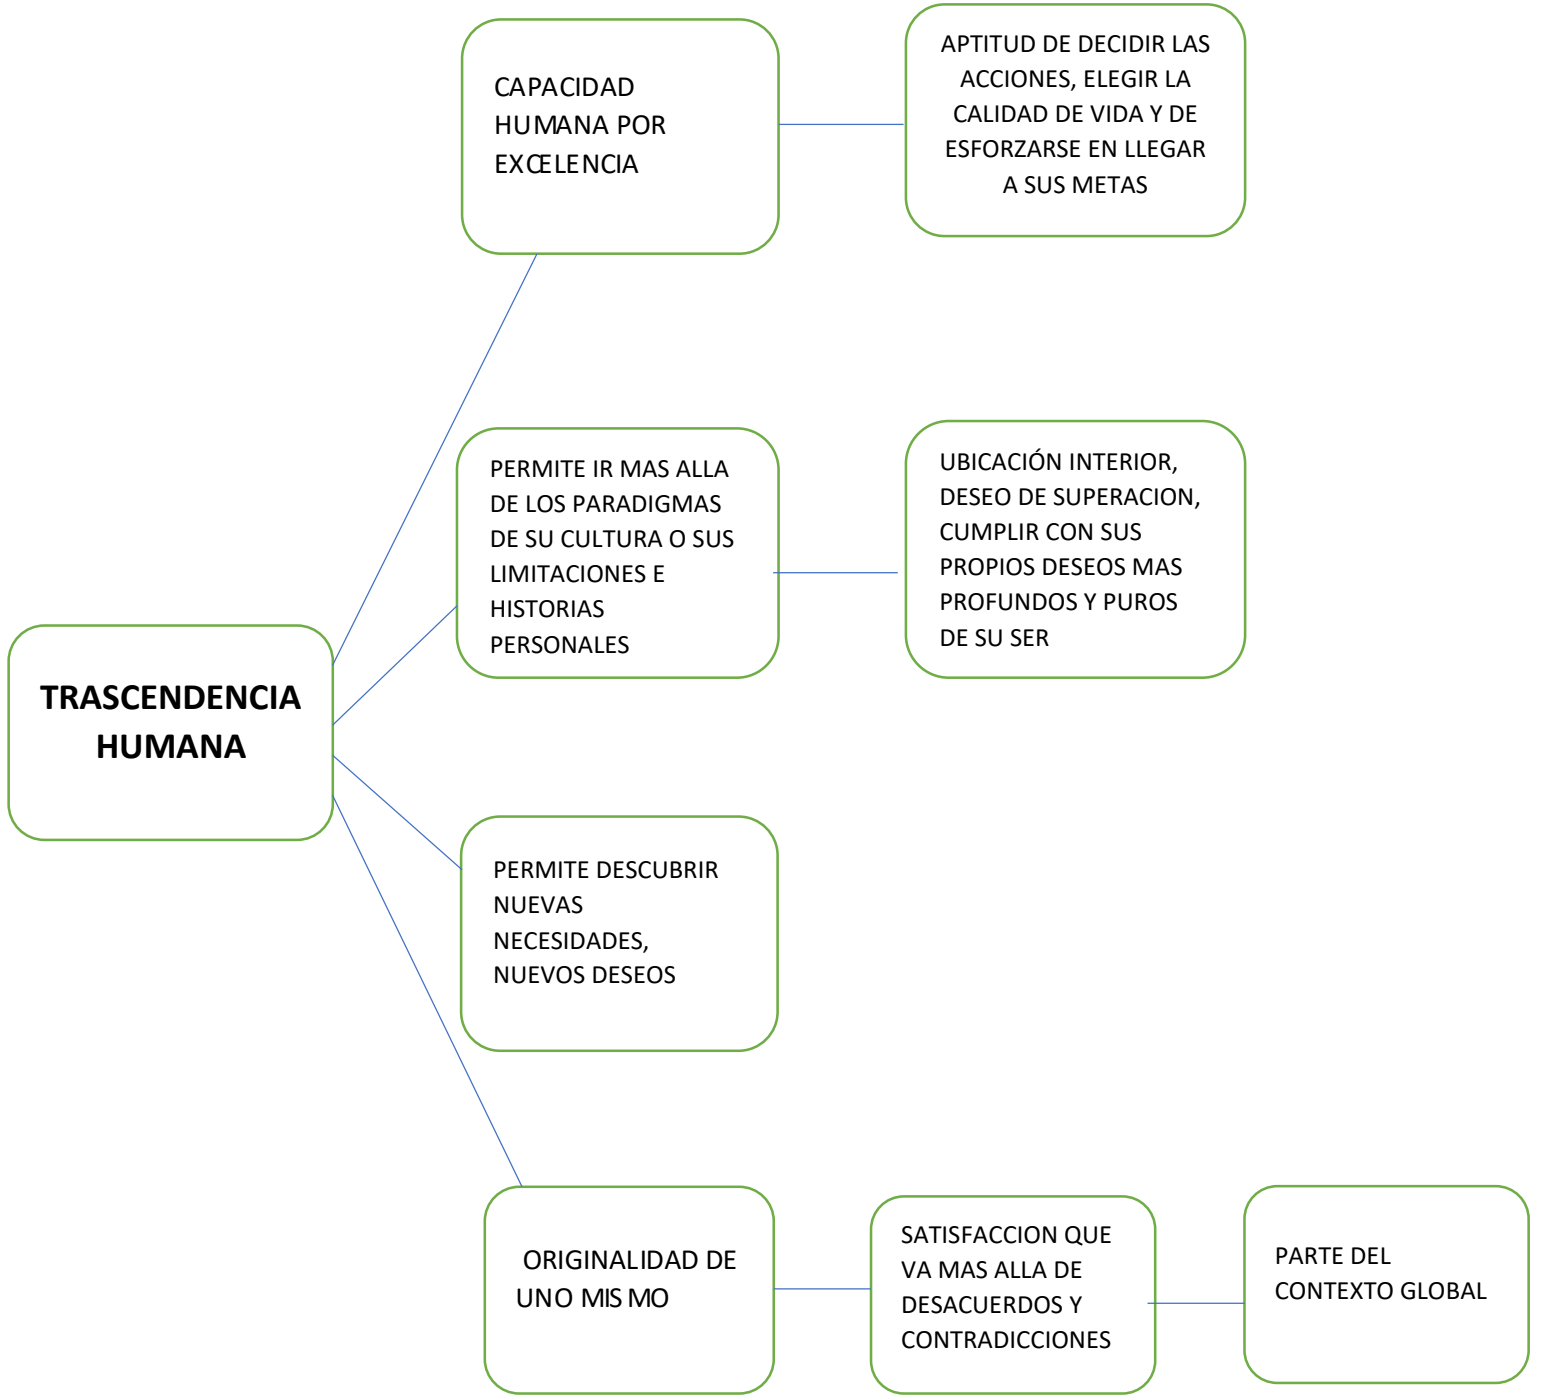 CAPACIDAD
HUMANA POR
EXCELENCIA
APTITUD DE DECIDIR LAS
ACCIONES, ELEGIR LA
CALIDAD DE VIDA Y DE
ESFORZARSE EN LLEGAR
A SUS METAS
PERMITE IR MAS ALLA
DE LOS PARADIGMAS
DE SU CULTURA O SUS
LIMITACIONES E
HISTORIAS
PERSONALES
UBICACIÓN INTERIOR,
DESEO DE SUPERACION,
CUMPLIR CON SUS
PROPIOS DESEOS MAS
PROFUNDOS Y PUROS
DE SU SER
TRASCENDENCIA
HUMANA
PERMITE DESCUBRIR
NUEVAS
NECESIDADES,
NUEVOS DESEOS
ORIGINALIDAD DE
UNO MISMO
SATISFACCION QUE
VA MAS ALLA DE
DESACUERDOS Y
CONTRADICCIONES
PARTE DEL
CONTEXTO GLOBAL